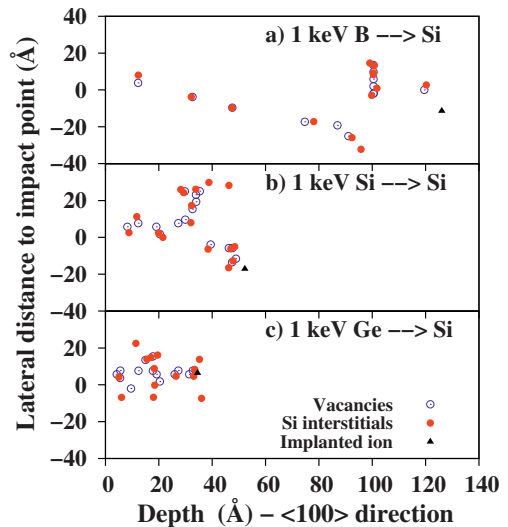 Lateral distance to impact point (Å)
40
20
0
−20
−40
a) 1 keV B −−> Si
20
0
−20
−40
b) 1 keV Si −−> Si
20
0
−20
−40
c) 1 keV Ge −−> Si
Vacancies
Si interstitials
Implanted ion
0 20 40 60 80 100 120 140
Depth (Å) − <100> direction